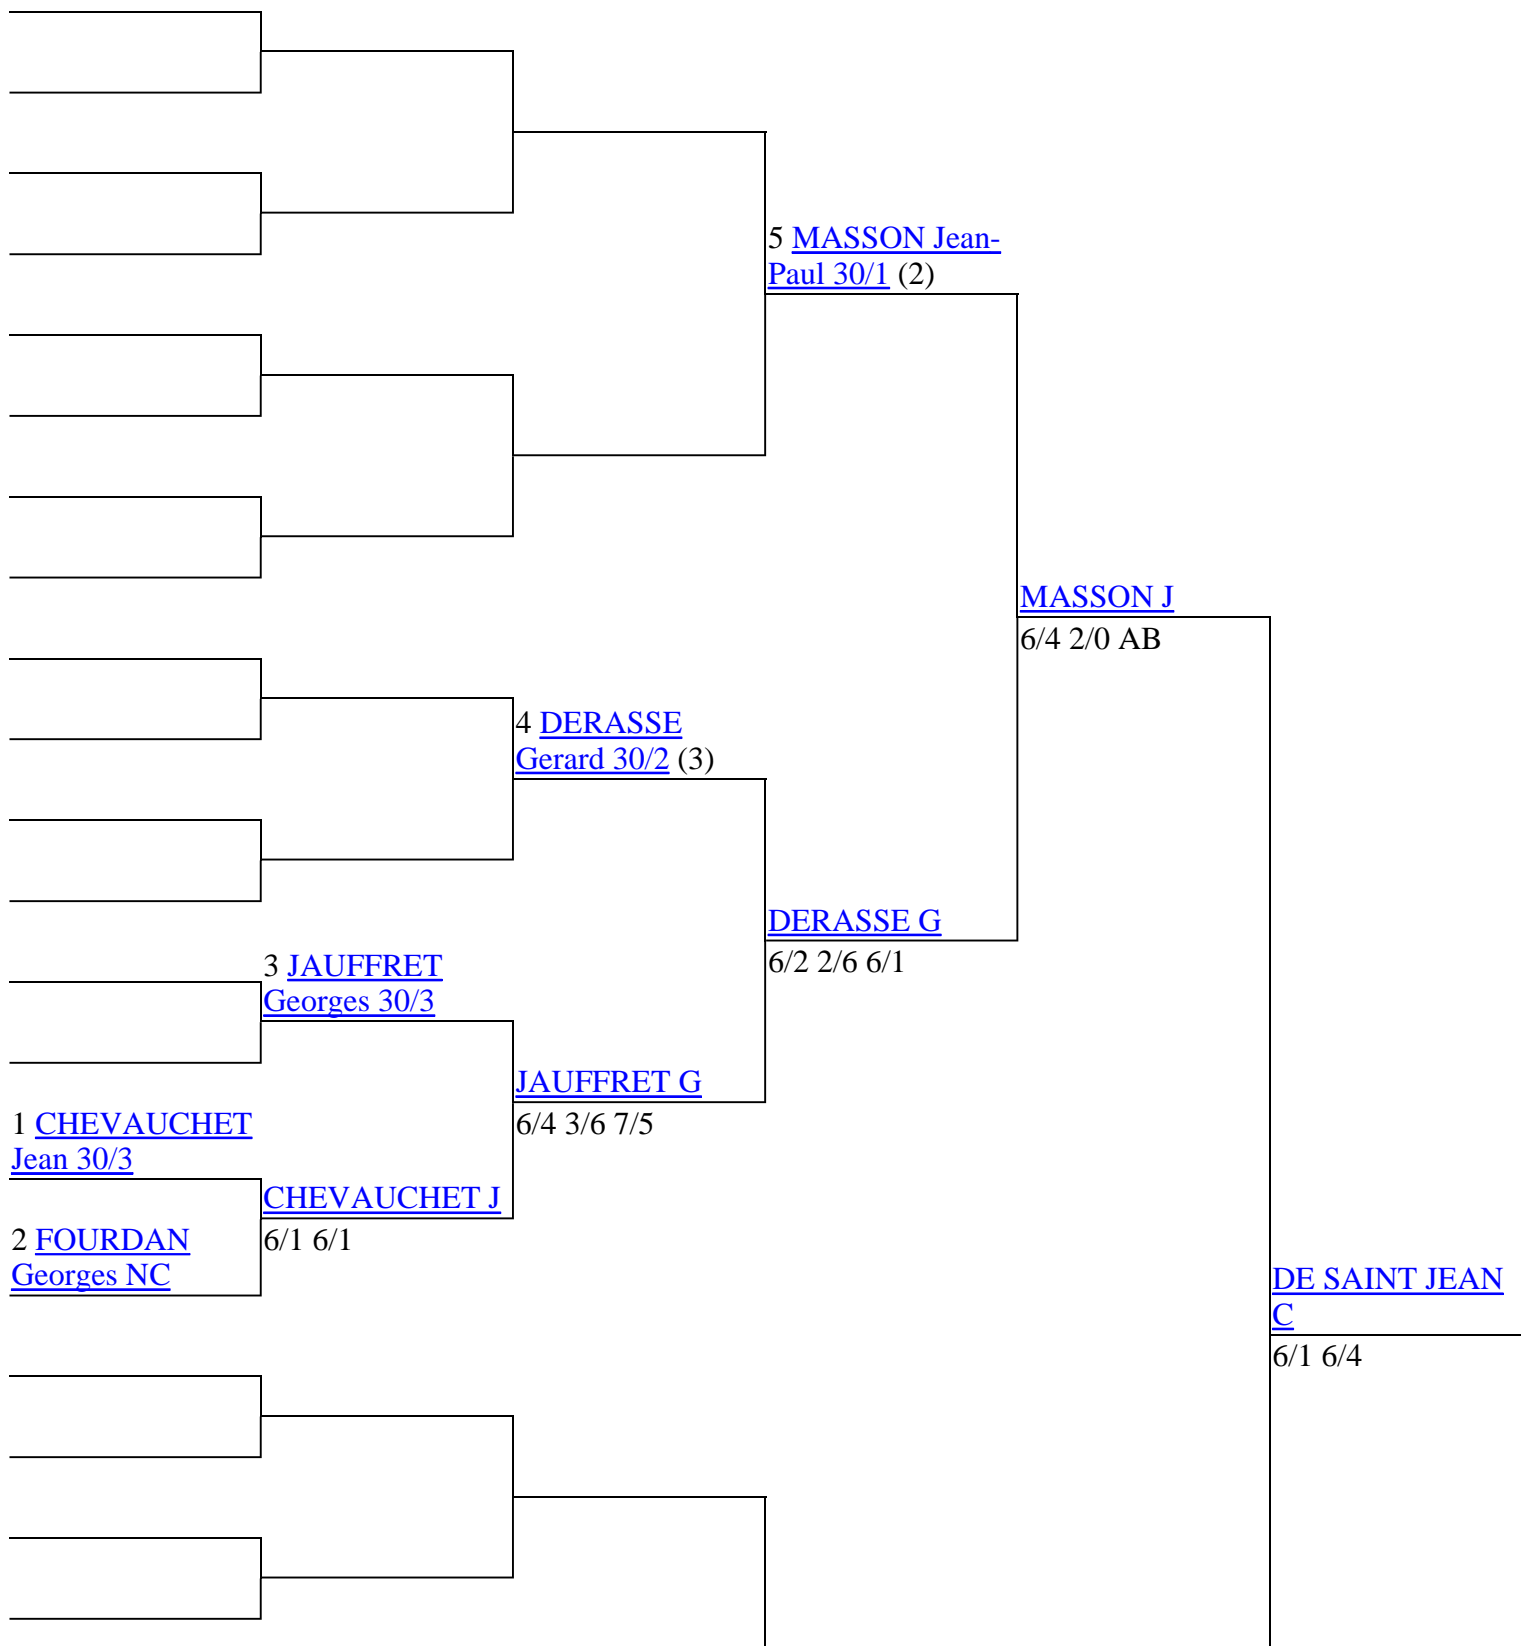 5 MASSON Jean-
Paul 30/1 (2)
MASSON J
6/4 2/0 AB
4 DERASSE
Gerard 30/2 (3)
DERASSE G
6/2 2/6 6/1
3 JAUFFRET
Georges 30/3
JAUFFRET G
6/4 3/6 7/5
1 CHEVAUCHET
Jean 30/3
CHEVAUCHET J
6/1 6/1
2 FOURDAN
Georges NC
DE SAINT JEAN
C
6/1 6/4